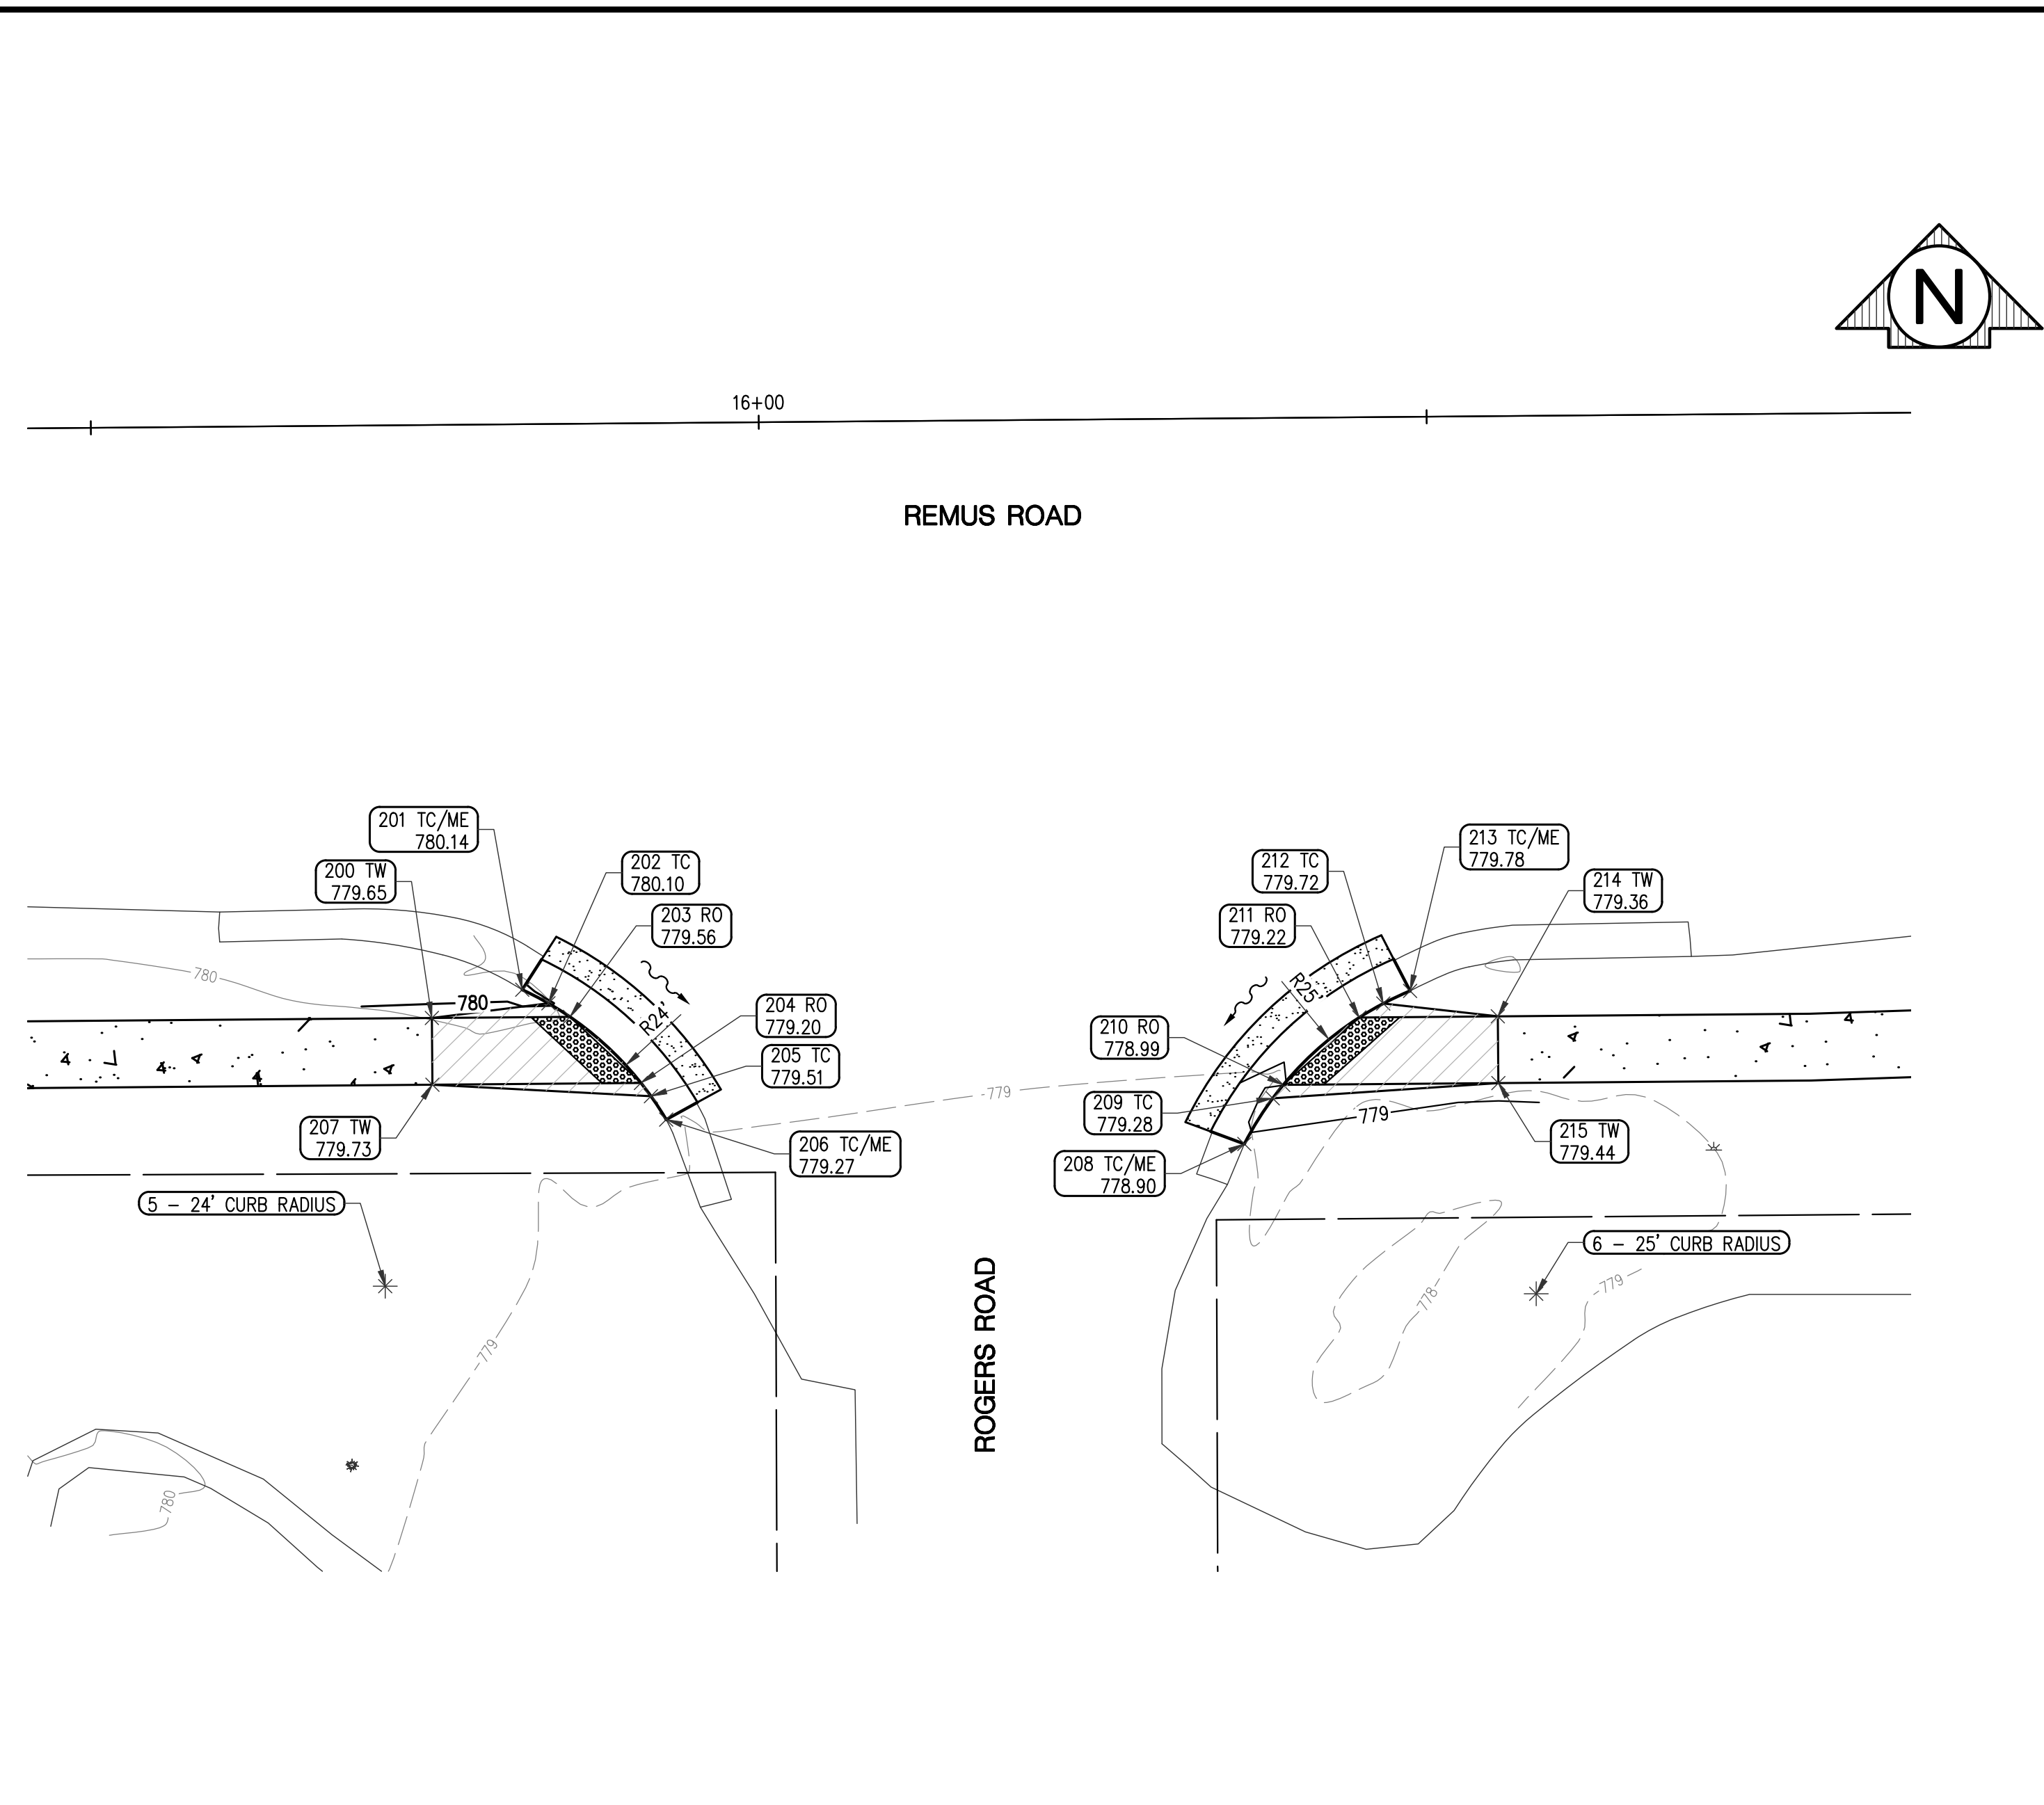 N
16+00
REMUS ROAD
201 TC/ME
780.14
200 TW
779.65
202 TC
780.10
203 RO
779.56
780
780
R24'
204 RO
779.20
205 TC
779.51
207 TW
779.73
206 TC/ME
779.27
5 - 24' CURB RADIUS
213 TC/ME
779.78
212 TC
779.72
214 TW
779.36
211 RO
779.22
R25'
210 RO
778.99
779
209 TC
779.28
779
215 TW
779.44
208 TC/ME
778.90
6 - 25' CURB RADIUS
779
778
779
780
ROGERS ROAD